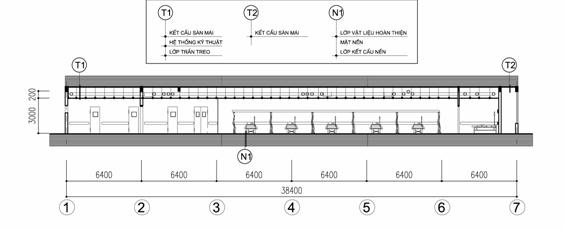 T1
KẾT CẤU SÀN MÁI
HỆ THỐNG KỸ THUẬT
LỚP TRẦN TREO
T2
KẾT CẤU SÀN MÁI
N1
LỚP VẬT LIỆU HOÀN THIỆN
MẶT NỀN
LỚP KẾT CẤU NỀN
T1
T2
200
3000
N1
6400 6400 6400 6400 6400 6400
38400
1 2 3 4 5 6 7